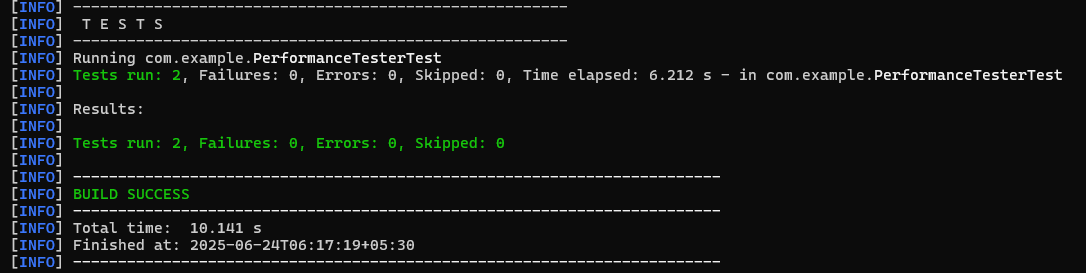 [INFO] -------------------------------------------------------
[INFO]  T E S T S
[INFO] -------------------------------------------------------
[INFO] Running com.example.PerformanceTesterTest
[INFO] Tests run: 2, Failures: 0, Errors: 0, Skipped: 0, Time elapsed: 6.212 s - in com.example.PerformanceTesterTest
[INFO]
[INFO] Results:
[INFO]
[INFO] Tests run: 2, Failures: 0, Errors: 0, Skipped: 0
[INFO]
[INFO] ------------------------------------------------------------------------
[INFO] BUILD SUCCESS
[INFO] ------------------------------------------------------------------------
[INFO] Total time:  10.141 s
[INFO] Finished at: 2025-06-24T06:17:19+05:30
[INFO] ------------------------------------------------------------------------